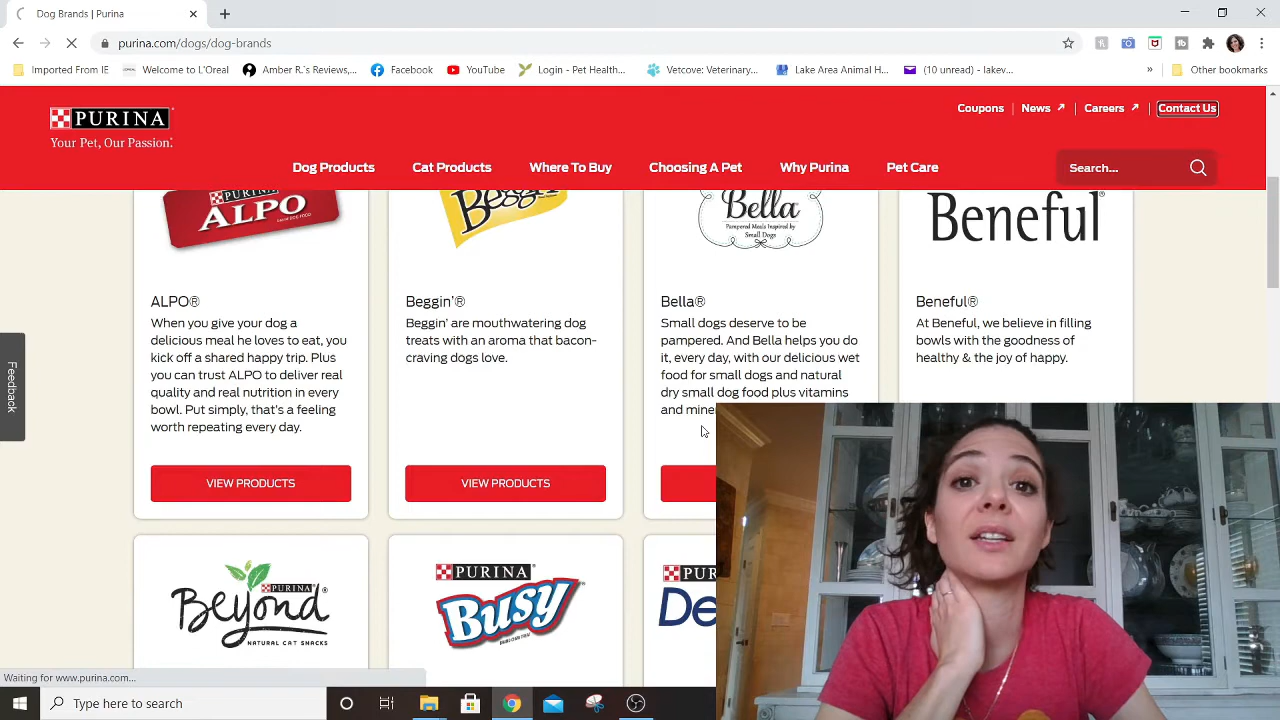 Dog Brands | Purina
purina.com/dogs/dog-brands
Imported From IE
Welcome to L'Oreal
Amber R.'s Reviews,...
Facebook
YouTube
Login - Pet Health...
Vetcove: Veterinary...
Lake Area Animal H...
(10 unread) - lakev...
»
Other bookmarks
PURINA®
Your Pet, Our Passion.®
Coupons
News
Careers
Contact Us
Dog Products
Cat Products
Where To Buy
Choosing A Pet
Why Purina
Pet Care
Search...
Feedback
PURINA
ALPO
Beggin'
Bella
Pampered Meals Inspired by
Small Dogs
Beneful®
ALPO®
When you give your dog a
delicious meal he loves to eat, you
kick off a shared happy trip. Plus
you can trust ALPO to deliver real
quality and real nutrition in every
bowl. Put simply, that's a feeling
worth repeating every day.
VIEW PRODUCTS
Beggin'®
Beggin' are mouthwatering dog
treats with an aroma that bacon-
craving dogs love.
VIEW PRODUCTS
Bella®
Small dogs deserve to be
pampered. And Bella helps you do
it, every day, with our delicious wet
food for small dogs and natural
dry small dog food plus vitamins
and mine
Beneful®
At Beneful, we believe in filling
bowls with the goodness of
healthy & the joy of happy.
PURINA
Beyond®
NATURAL CAT SNACKS
PURINA
Busy
PURI
De
Waiting for www.purina.com...
Type here to search